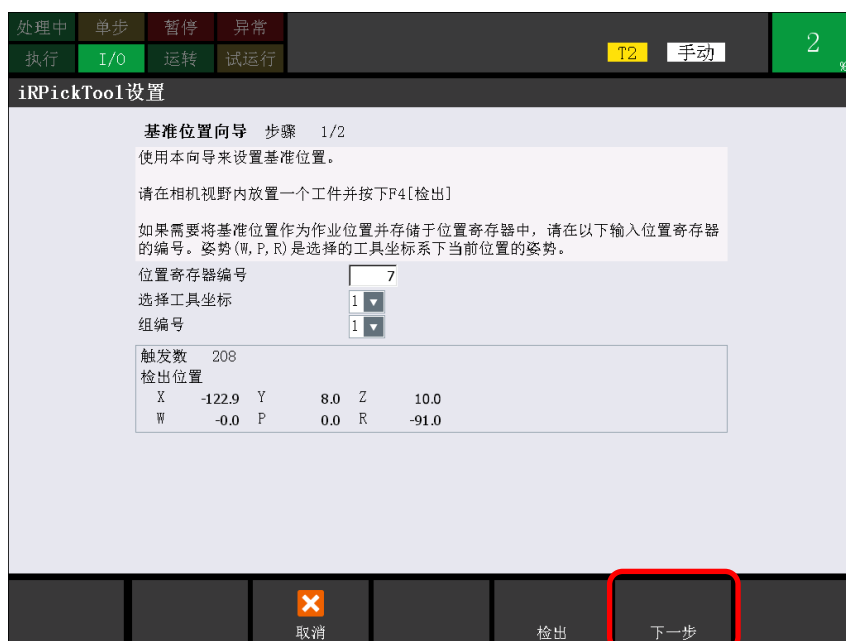 处理中 单步 暂停 异常
执行 I/O 运转 试运行 T2 手动 2 %
iRPickTool设置
基准位置向导 步骤 1/2
使用本向导来设置基准位置。
请在相机视野内放置一个工件并按下F4[检出]
如果需要将基准位置作为作业位置并存储于位置寄存器中，请在以下输入位置寄存器
的编号。姿势(W,P,R)是选择的工具坐标系下当前位置的姿势。
位置寄存器编号 7
选择工具坐标 1
组编号 1
触发数 208
检出位置
X -122.9 Y 8.0 Z 10.0
W -0.0 P 0.0 R -91.0
取消 检出 下一步